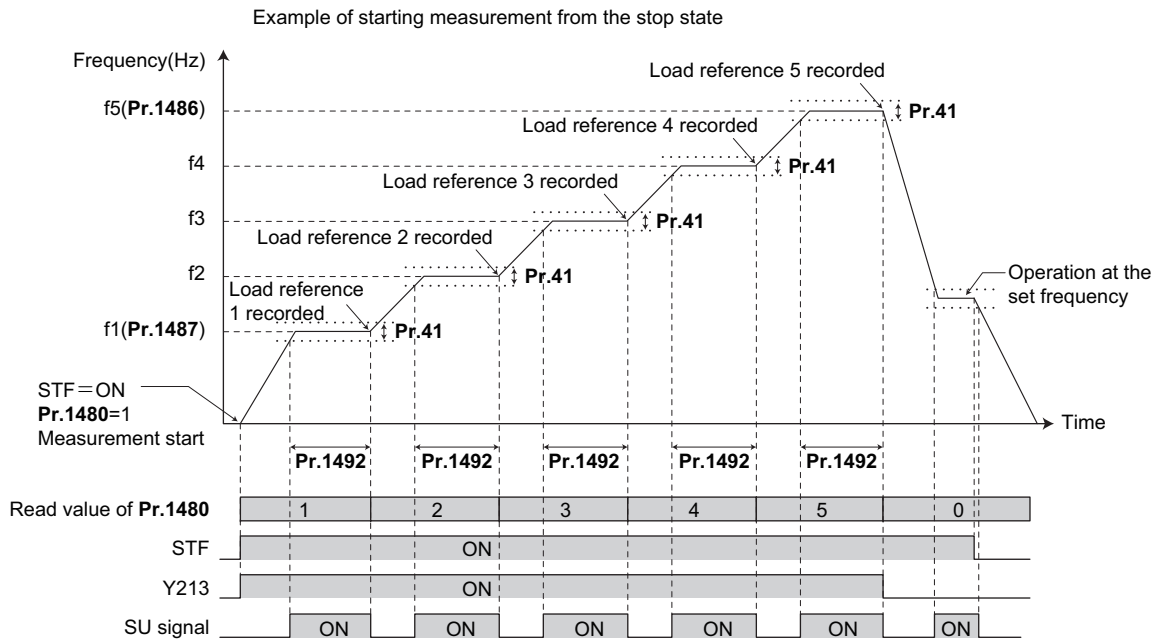 Example of starting measurement from the stop state
Frequency(Hz)
Load reference 5 recorded
f5(Pr.1486)
Pr.41
Load reference 4 recorded
f4
Pr.41
Load reference 3 recorded
f3
Pr.41
Load reference 2 recorded
f2
Pr.41
Operation at the
set frequency
Load reference
1 recorded
f1(Pr.1487)
Pr.41
STF=ON
Pr.1480=1
Measurement start
Time
Pr.1492 Pr.1492 Pr.1492 Pr.1492 Pr.1492
Read value of Pr.1480 1 2 3 4 5 0
STF ON
Y213 ON
SU signal ON ON ON ON ON ON